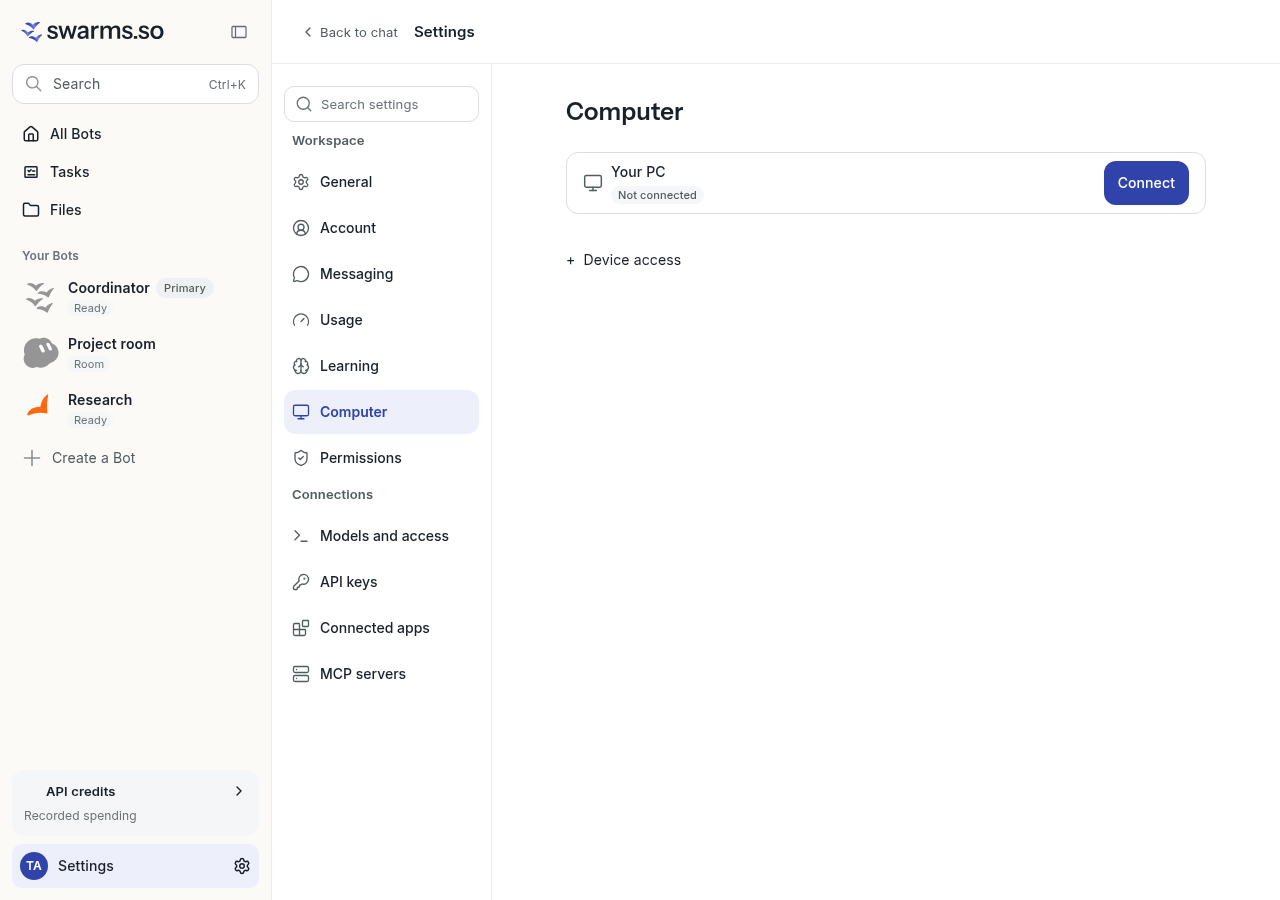 swarms.so
Search Ctrl+K
All Bots
Tasks
Files
Your Bots
Coordinator Primary
Ready
Project room
Room
Research
Ready
Create a Bot
API credits
Recorded spending
TA Settings
Back to chat Settings
Search settings
Workspace
General
Account
Messaging
Usage
Learning
Computer
Permissions
Connections
Models and access
API keys
Connected apps
MCP servers
Computer
Your PC
Not connected
Connect
+ Device access